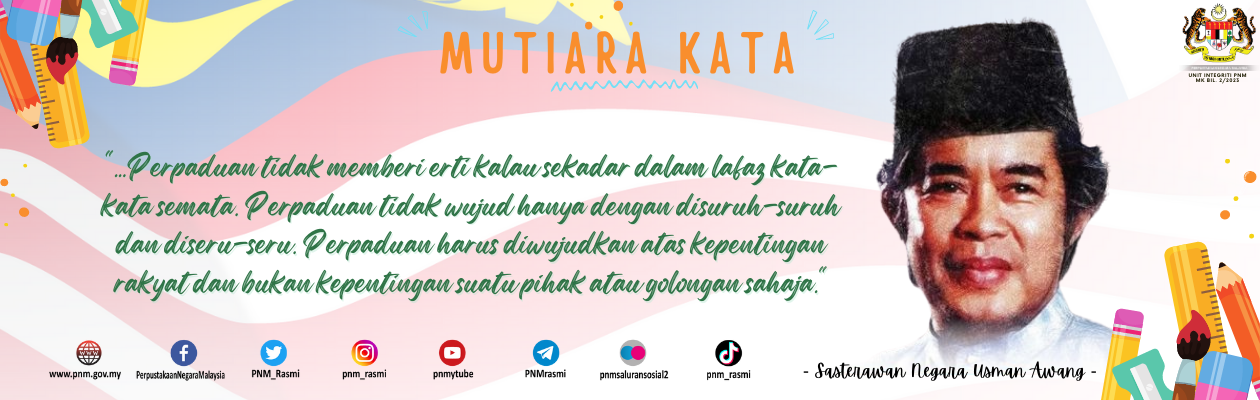 MUTIARA KATA
UNIT INTEGRITI PNM
MK BIL. 2/2023
"...Perpaduan tidak memberi erti kalau sekadar dalam lafaz kata-
kata semata. Perpaduan tidak wujud hanya dengan disuruh-suruh
dan diseru-seru. Perpaduan harus diwujudkan atas kepentingan
rakyat dan bukan kepentingan suatu pihak atau golongan sahaja."
www.pnm.gov.my
PerpustakaanNegaraMalaysia
PNM_Rasmi
pnm_rasmi
pnmytube
PNMrasmi
pnmsaluransosial2
pnm_rasmi
- Sasterawan Negara Usman Awang -